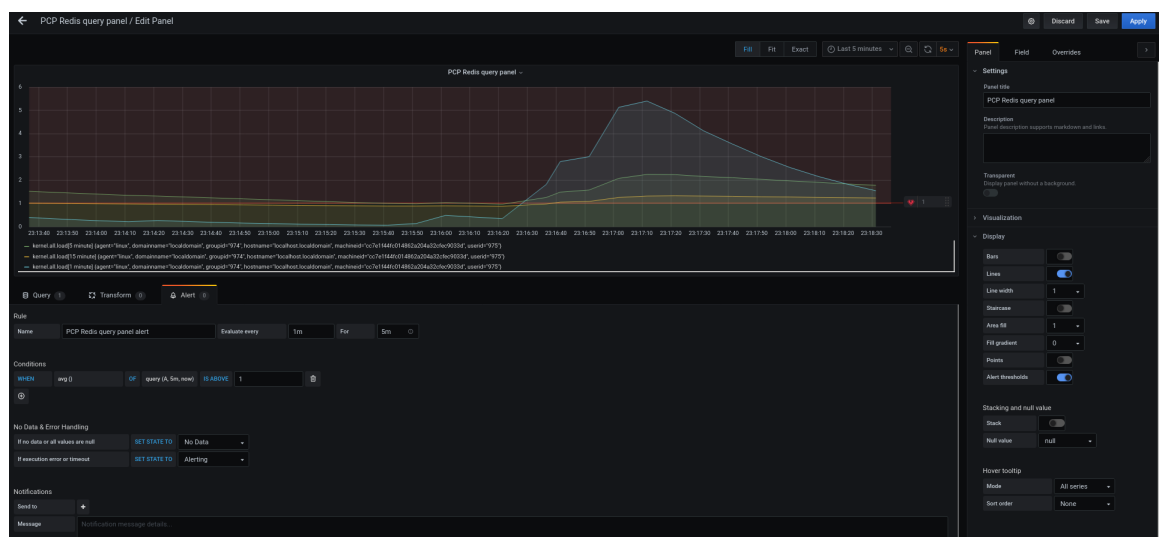 PCP Redis query panel / Edit Panel
Discard Save Apply
Fill Fit Exact Last 5 minutes 5s
Panel Field Overrides
PCP Redis query panel
6
5
4
3
2
1
0
1
23:13:40 23:13:50 23:14:00 23:14:10 23:14:20 23:14:30 23:14:40 23:14:50 23:15:00 23:15:10 23:15:20 23:15:30 23:15:40 23:15:50 23:16:00 23:16:10 23:16:20 23:16:30 23:16:40 23:16:50 23:17:00 23:17:10 23:17:20 23:17:30 23:17:40 23:17:50 23:18:00 23:18:10 23:18:20 23:18:30
kernel.all.load[5 minute] {agent="linux", domainname="localdomain", groupid="974", hostname="localhost.localdomain", machineid="cc7e1f44fc014862a204a32cfec9033d", userid="975"}
kernel.all.load[15 minute] {agent="linux", domainname="localdomain", groupid="974", hostname="localhost.localdomain", machineid="cc7e1f44fc014862a204a32cfec9033d", userid="975"}
kernel.all.load[1 minute] {agent="linux", domainname="localdomain", groupid="974", hostname="localhost.localdomain", machineid="cc7e1f44fc014862a204a32cfec9033d", userid="975"}
Query 1 Transform 0 Alert 0
Rule
Name PCP Redis query panel alert Evaluate every 1m For 5m
Conditions
WHEN avg () OF query (A, 5m, now) IS ABOVE 1
No Data & Error Handling
If no data or all values are null SET STATE TO No Data
If execution error or timeout SET STATE TO Alerting
Notifications
Send to
Message Notification message details...
Settings
Panel title
PCP Redis query panel
Description
Panel description supports markdown and links.
Transparent
Display panel without a background.
Visualization
Display
Bars
Lines
Line width 1
Staircase
Area fill 1
Fill gradient 0
Points
Alert thresholds
Stacking and null value
Stack
Null value null
Hover tooltip
Mode All series
Sort order None